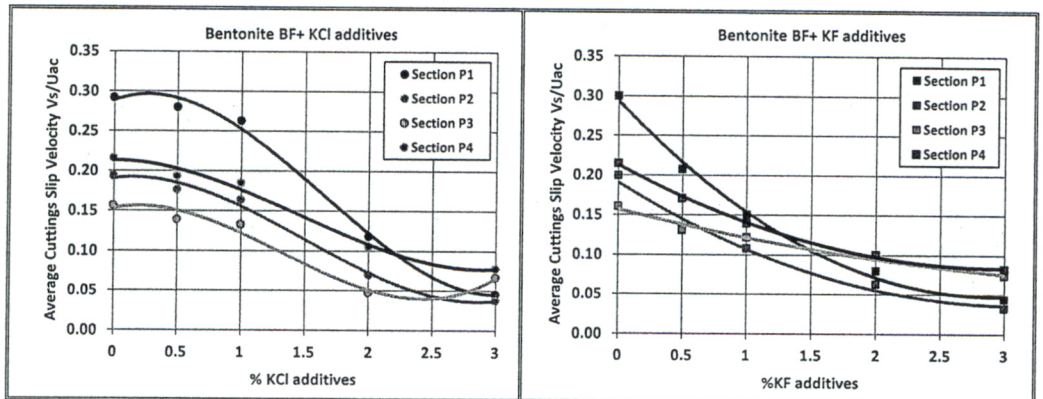 Bentonite BF+ KCl additives
Average Cuttings Slip Velocity Vs/Uac
0.35
0.30
0.25
0.20
0.15
0.10
0.05
0.00
0
0.5
1
1.5
2
2.5
3
% KCl additives
Section P1
Section P2
Section P3
Section P4
Bentonite BF+ KF additives
Average Cuttings Slip Velocity Vs/Uac
0.35
0.30
0.25
0.20
0.15
0.10
0.05
0.00
0
0.5
1
1.5
2
2.5
3
%KF additives
Section P1
Section P2
Section P3
Section P4